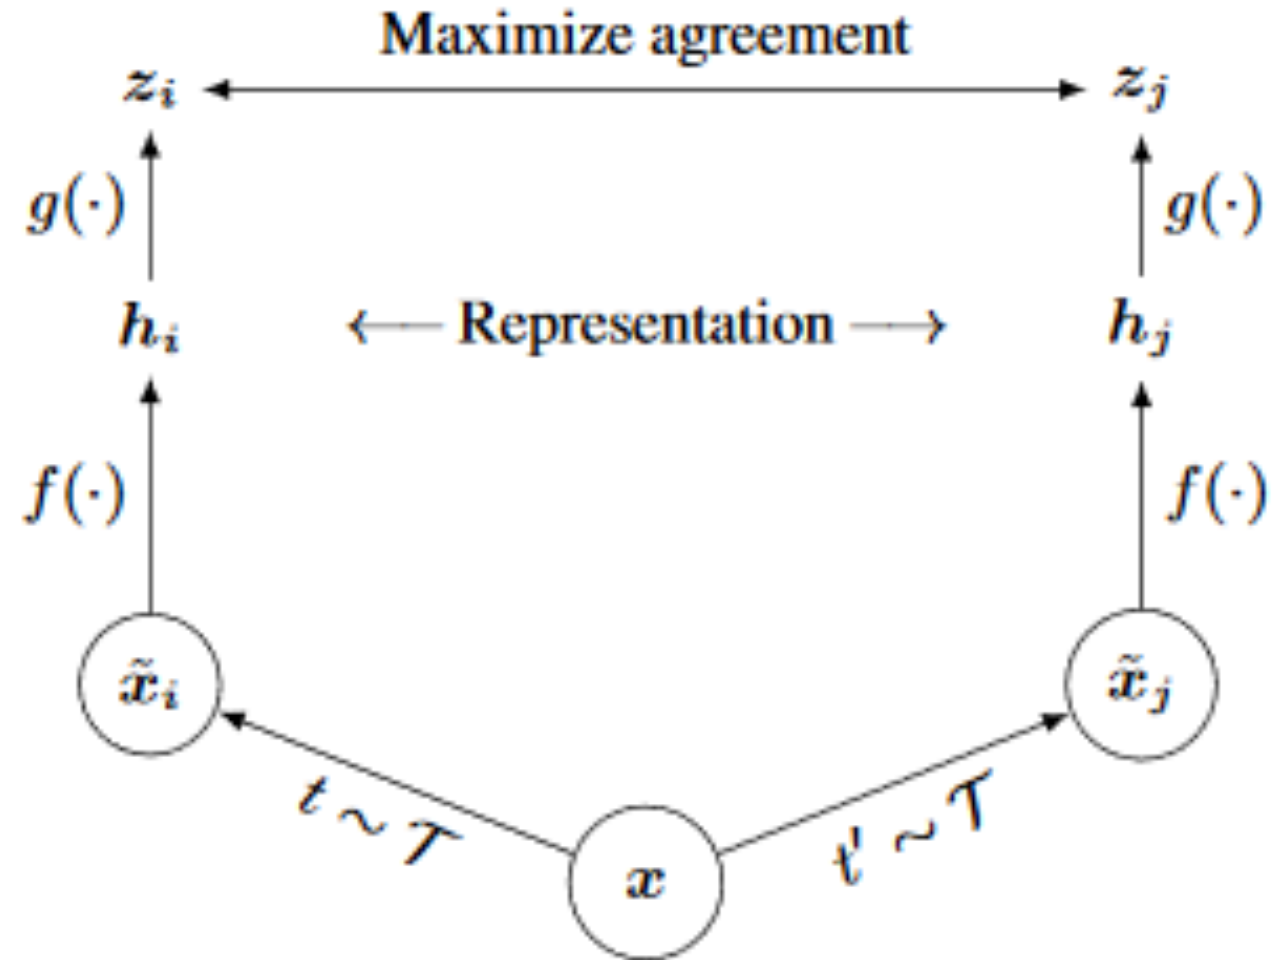 Maximize agreement
z_i z_j
g(·) g(·)
h_i ← Representation → h_j
f(·) f(·)
x̃_i x̃_j
t ∼ 𝒯 t′ ∼ 𝒯
x